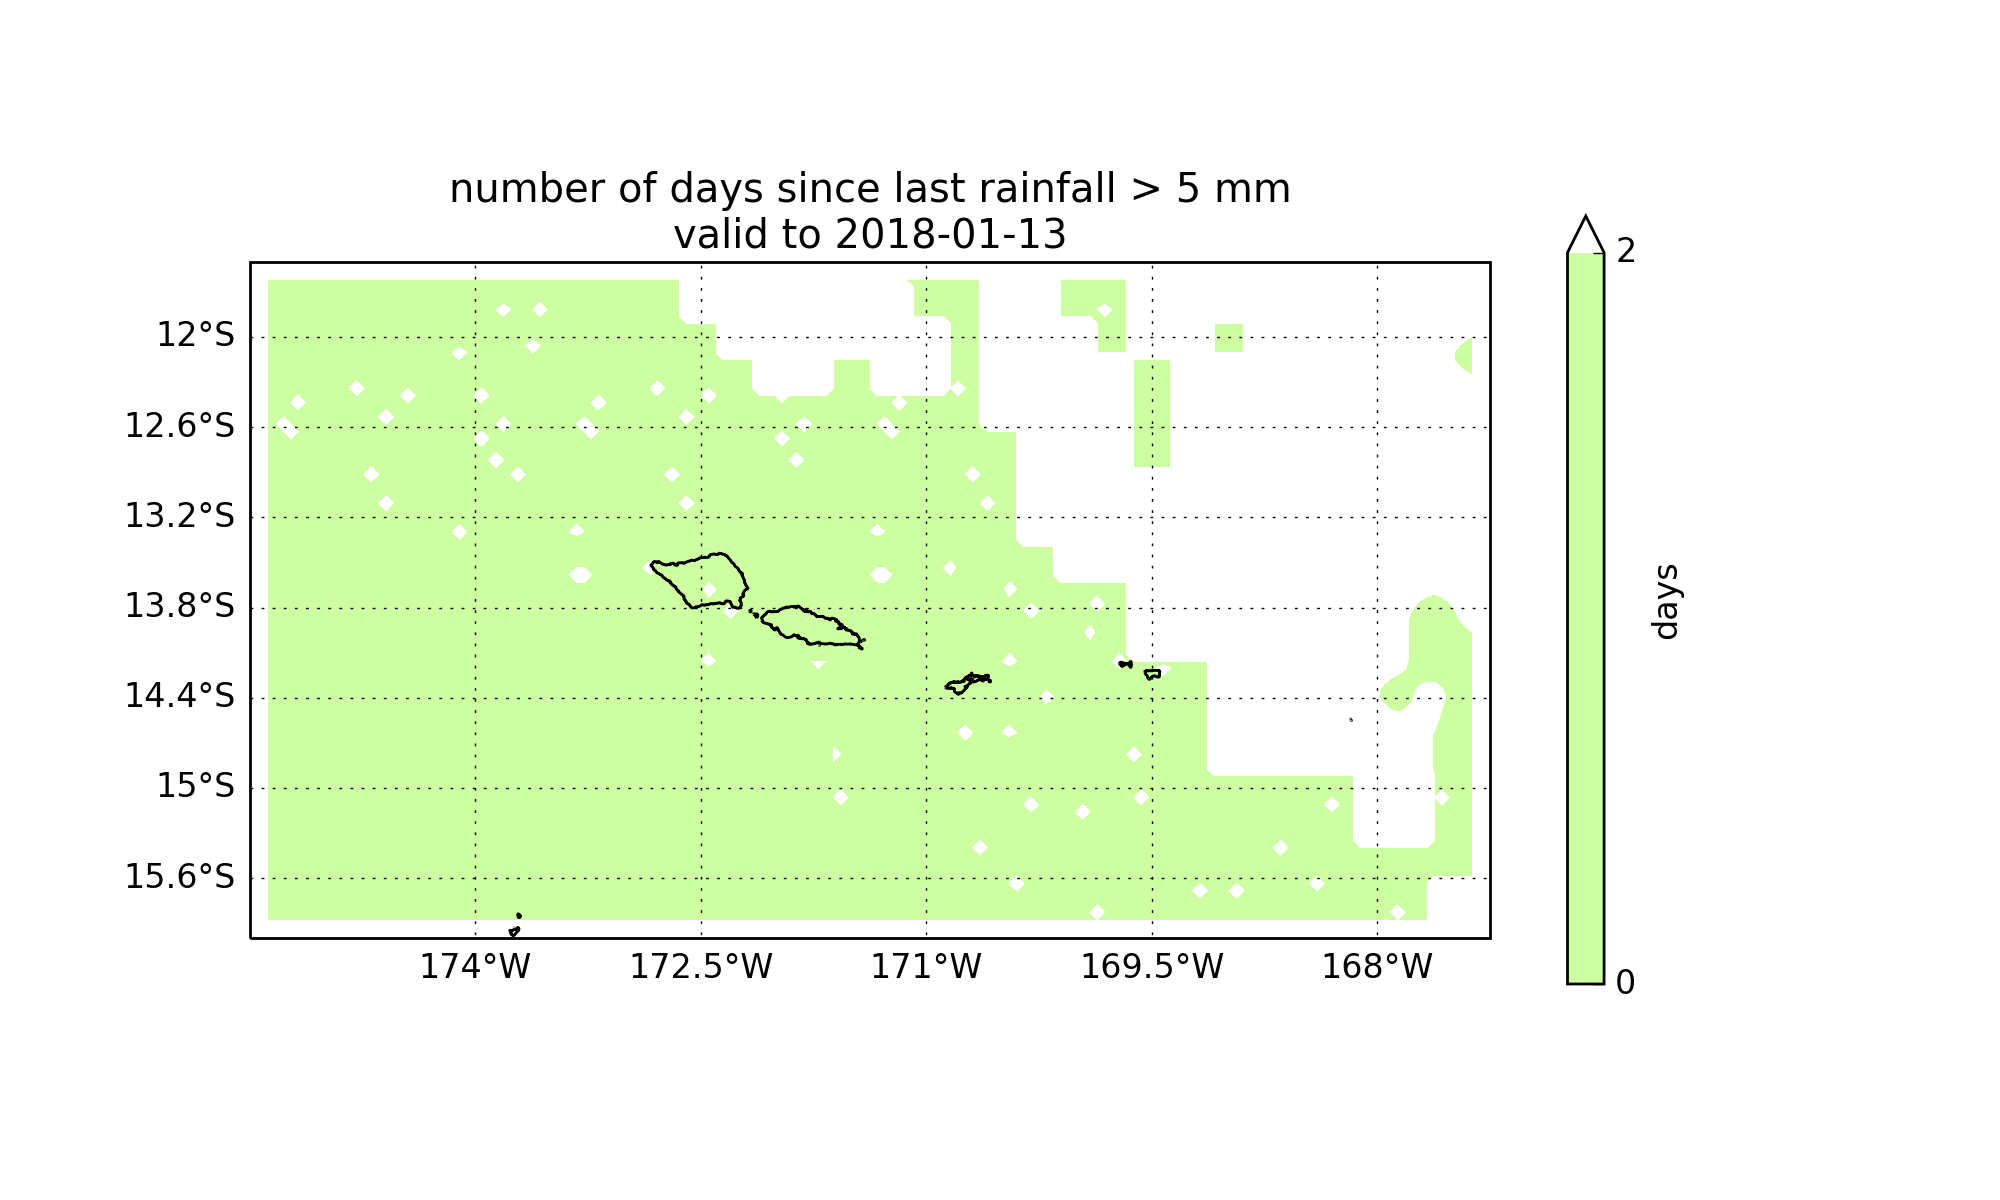 number of days since last rainfall > 5 mm
valid to 2018-01-13
2
12°S
12.6°S
13.2°S
days
13.8°S
14.4°S
15°S
15.6°S
174°W 172.5°W 171°W 169.5°W 168°W
0